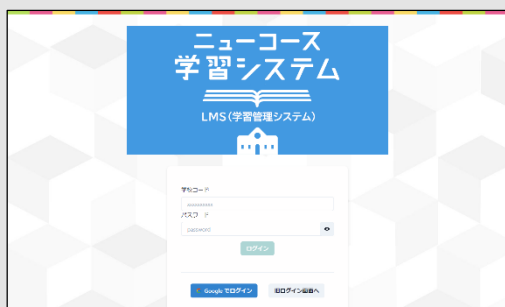 ニューコース
学習システム
LMS(学習管理システム)
password
ログイン
Google でログイン
旧ログイン画面へ